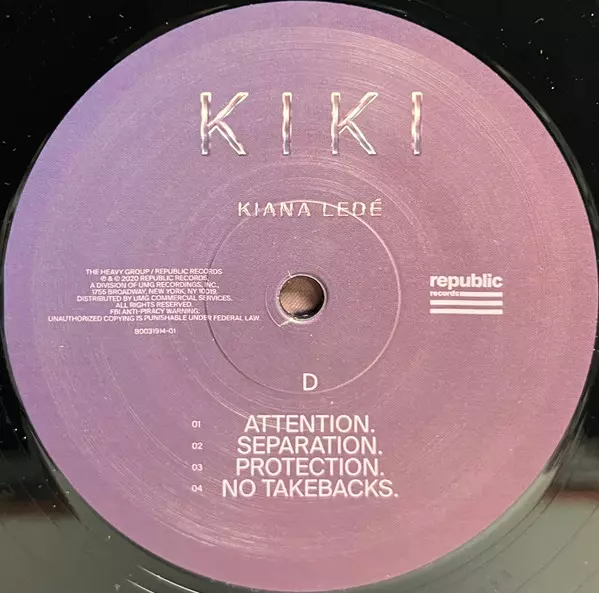 KIKI
KIANA LEDÉ
THE HEAVY GROUP / REPUBLIC RECORDS
℗ & © 2020 REPUBLIC RECORDS,
A DIVISION OF UMG RECORDINGS, INC.,
1755 BROADWAY, NEW YORK, NY 10019.
DISTRIBUTED BY UMG COMMERCIAL SERVICES.
ALL RIGHTS RESERVED.
FBI ANTI-PIRACY WARNING:
UNAUTHORIZED COPYING IS PUNISHABLE UNDER FEDERAL LAW.
B0031914-01
republic
records
D
01 ATTENTION.
02 SEPARATION.
03 PROTECTION.
04 NO TAKEBACKS.